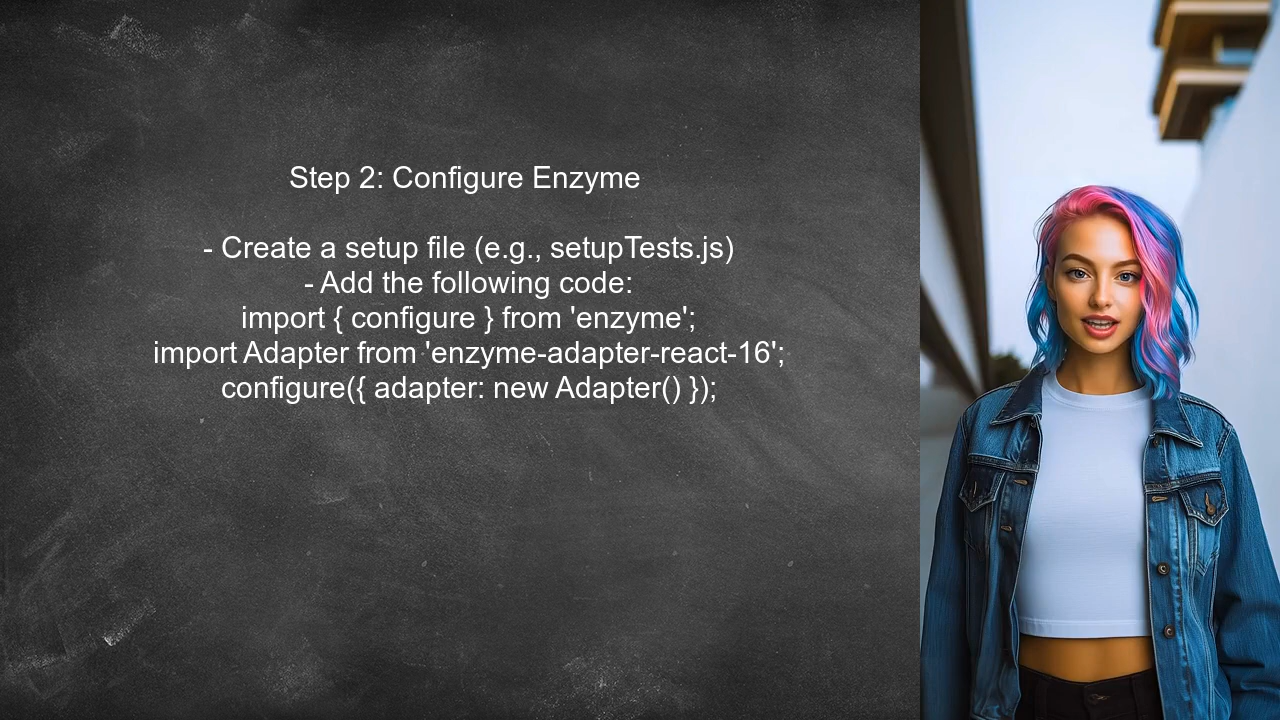 Step 2: Configure Enzyme
- Create a setup file (e.g., setupTests.js)
- Add the following code:
import { configure } from 'enzyme';
import Adapter from 'enzyme-adapter-react-16';
configure({ adapter: new Adapter() });